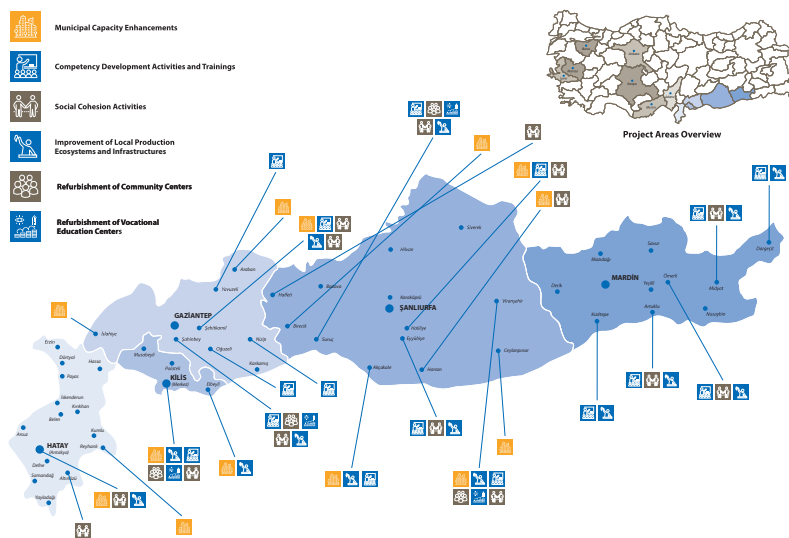 Municipal Capacity Enhancements
Competency Development Activities and Trainings
Social Cohesion Activities
Improvement of Local Production
Ecosystems and Infrastructures
Refurbishment of Community Centers
Refurbishment of Vocational
Education Centers
Project Areas Overview
Siverek
Hilvan
Araban
Yavuzeli
Halfeti
Bozova
Karaköprü
ŞANLIURFA
Haliliye
Eyyübiye
Viranşehir
Ceylanpınar
Harran
Akçakale
Birecik
Suruç
GAZİANTEP
Şehitkamil
Şahinbey
Oğuzeli
Nizip
Karkamış
İslahiye
Musabeyli
Polateli
KİLİS
(Merkez)
Elbeyli
Derik
Mazıdağı
Savur
MARDİN
Yeşilli
Ömerli
Midyat
Dargeçit
Nusaybin
Artuklu
Kızıltepe
Erzin
Dörtyol
Hassa
Payas
İskenderun
Kırıkhan
Belen
Arsuz
Kumlu
Reyhanlı
HATAY
(Antakya)
Defne
Samandağ
Altınözü
Yayladağı